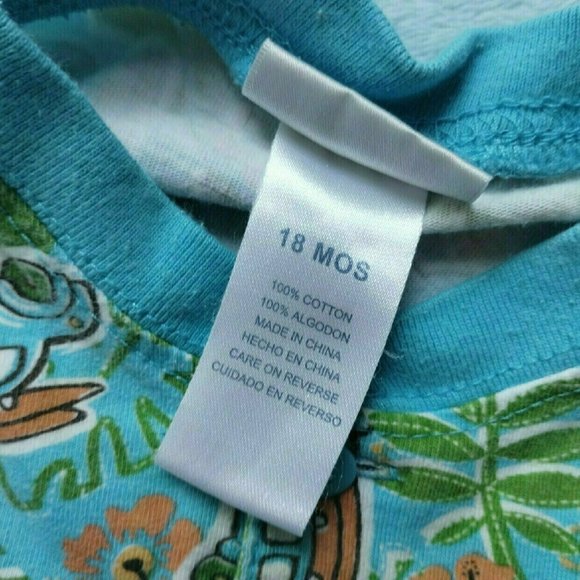 18 MOS
100% COTTON
100% ALGODON
MADE IN CHINA
HECHO EN CHINA
CARE ON REVERSE
CUIDADO EN REVERSO